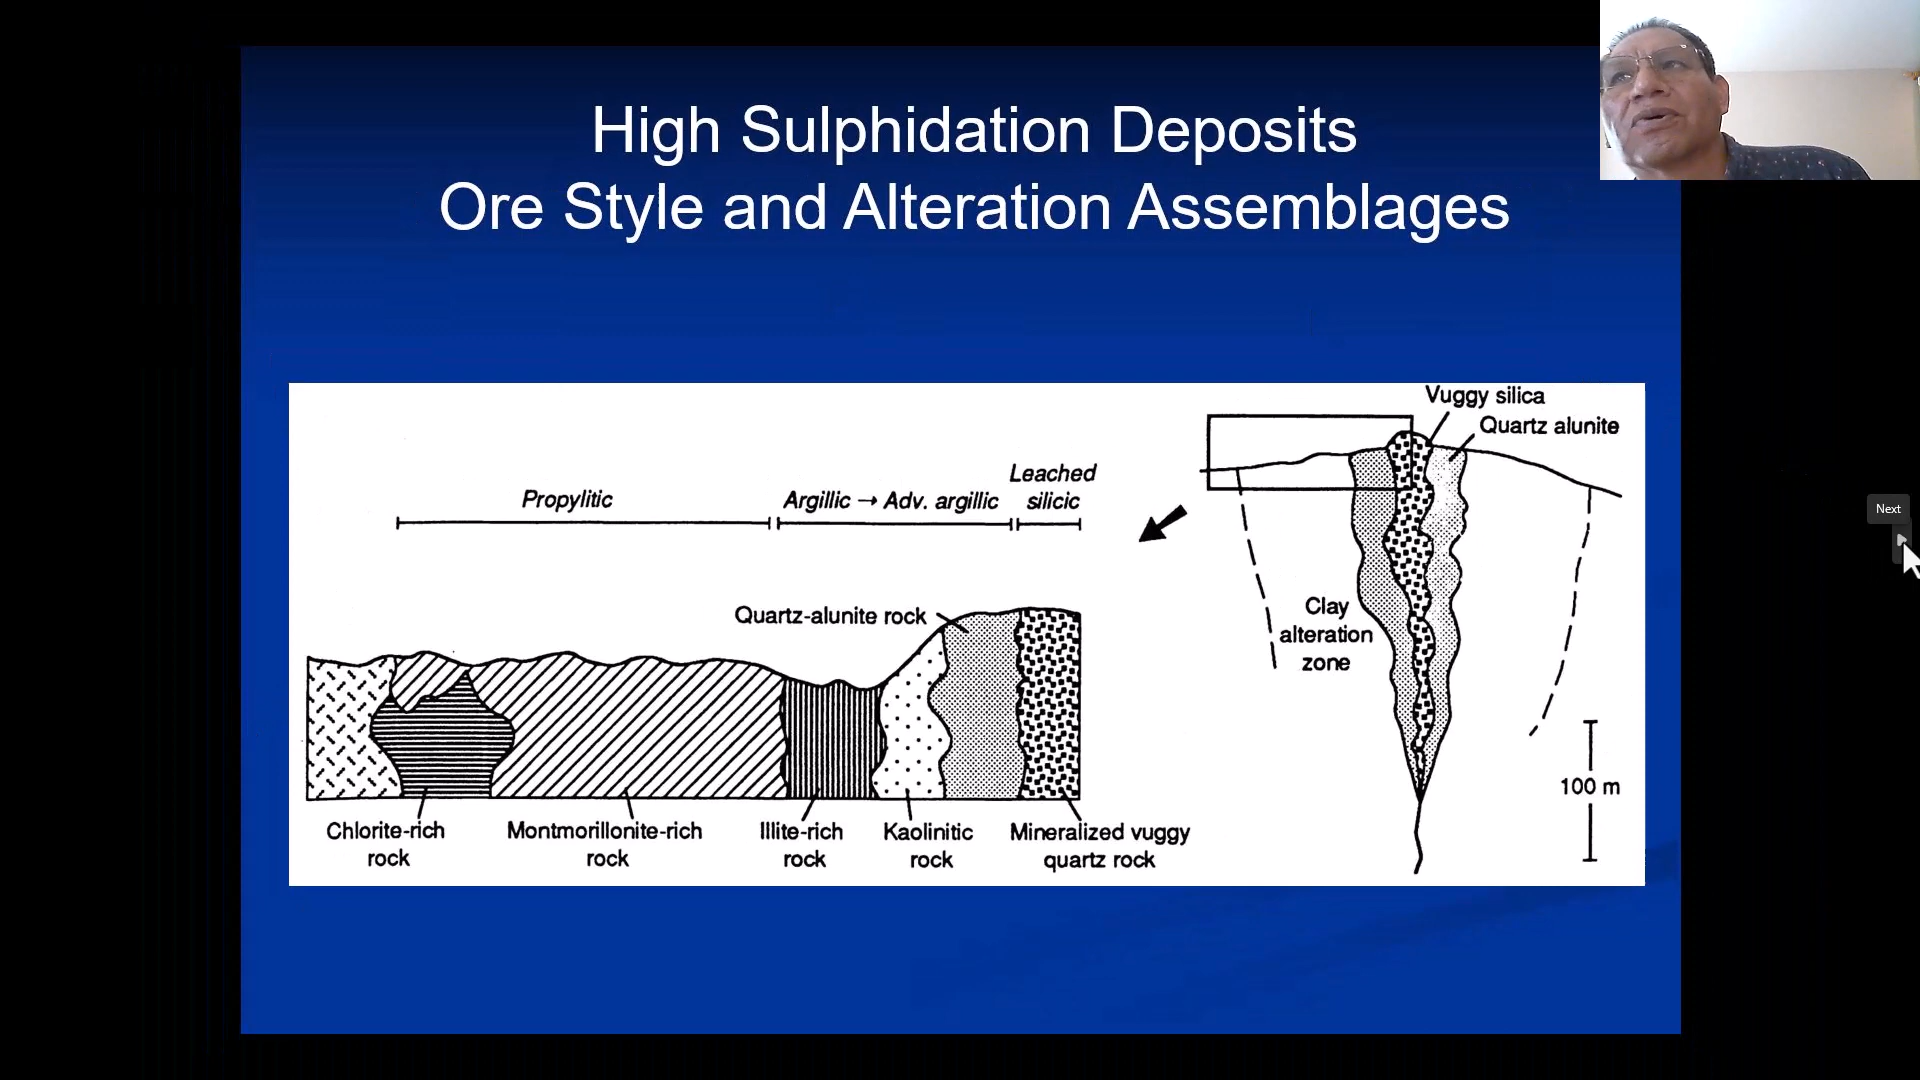 High Sulphidation Deposits
Ore Style and Alteration Assemblages
Vuggy silica
Quartz alunite
Leached
silicic
Propylitic
Argillic → Adv. argillic
Next
Quartz-alunite rock
Clay
alteration
zone
100 m
Chlorite-rich
rock
Montmorillonite-rich
rock
Illite-rich
rock
Kaolinitic
rock
Mineralized vuggy
quartz rock